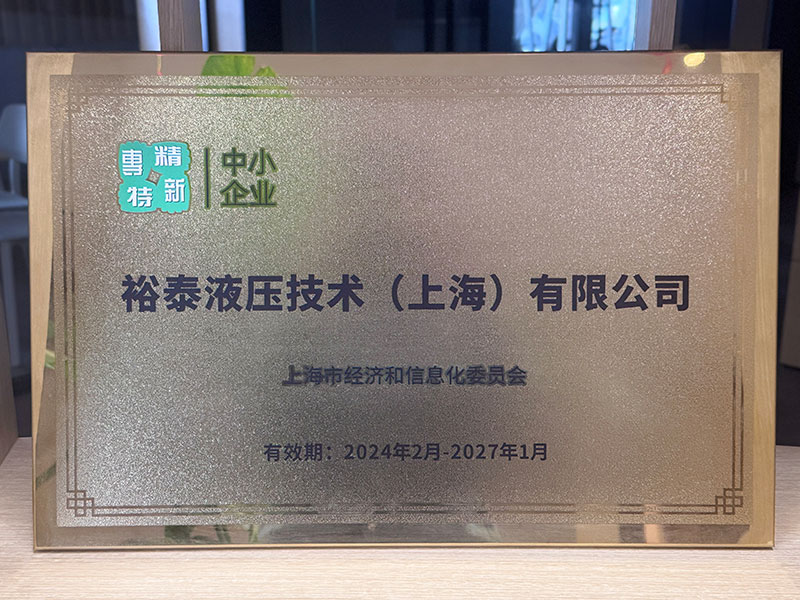 專精
特新
中小
企业
裕泰液压技术（上海）有限公司
上海市经济和信息化委员会
有效期：2024年2月-2027年1月